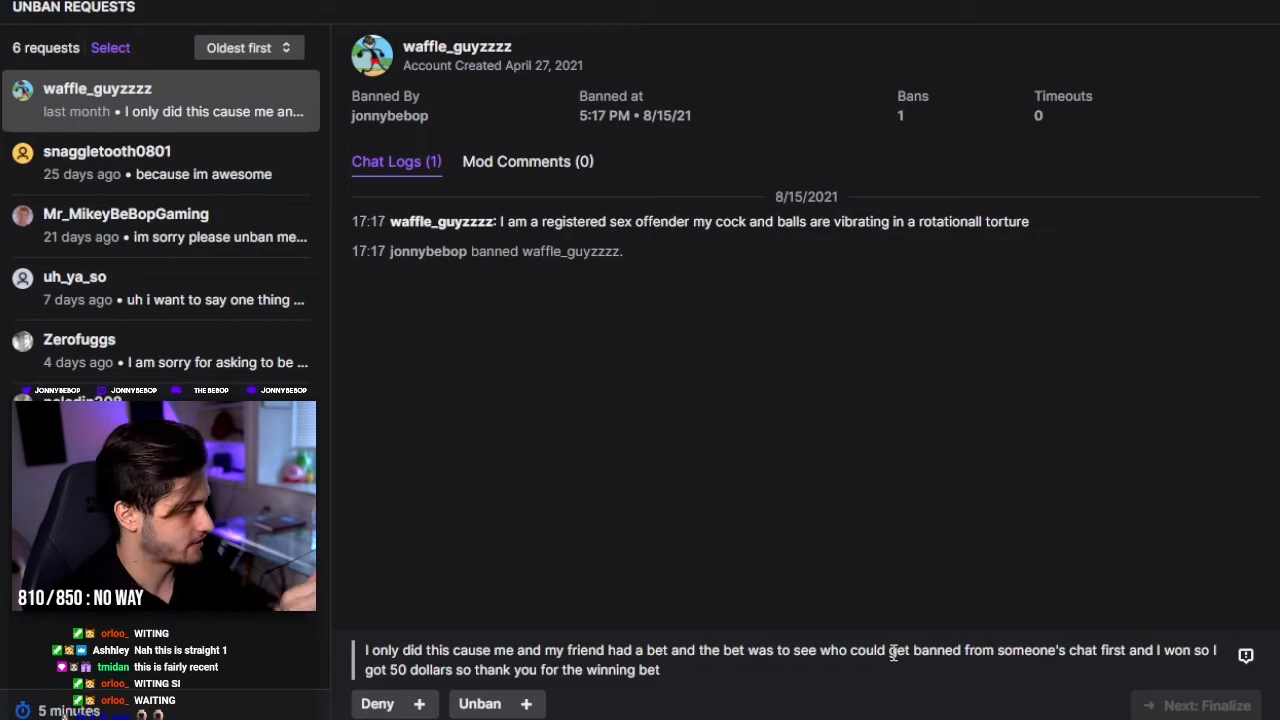 UNBAN REQUESTS
6 requests Select Oldest first
waffle_guyzzzz
last month • I only did this cause me an...
snaggletooth0801
25 days ago • because im awesome
Mr_MikeyBeBopGaming
21 days ago • im sorry please unban me...
uh_ya_so
7 days ago • uh i want to say one thing ...
Zerofuggs
4 days ago • I am sorry for asking to be ...
JONNYBEBOP JONNYBEBOP THE BEBOP JONNYBEBOP
810/850 : NO WAY
orloo_ WITING
Ashhley Nah this is straight 1
tmidan this is fairly recent
orloo_ WITING SI
orloo_ WAITING
5 minutes
waffle_guyzzzz
Account Created April 27, 2021
Banned By Banned at Bans Timeouts
jonnybebop 5:17 PM • 8/15/21 1 0
Chat Logs (1) Mod Comments (0)
8/15/2021
17:17 waffle_guyzzzz: I am a registered sex offender my cock and balls are vibrating in a rotationall torture
17:17 jonnybebop banned waffle_guyzzzz.
I only did this cause me and my friend had a bet and the bet was to see who could get banned from someone's chat first and I won so I
got 50 dollars so thank you for the winning bet
Deny + Unban + → Next: Finalize